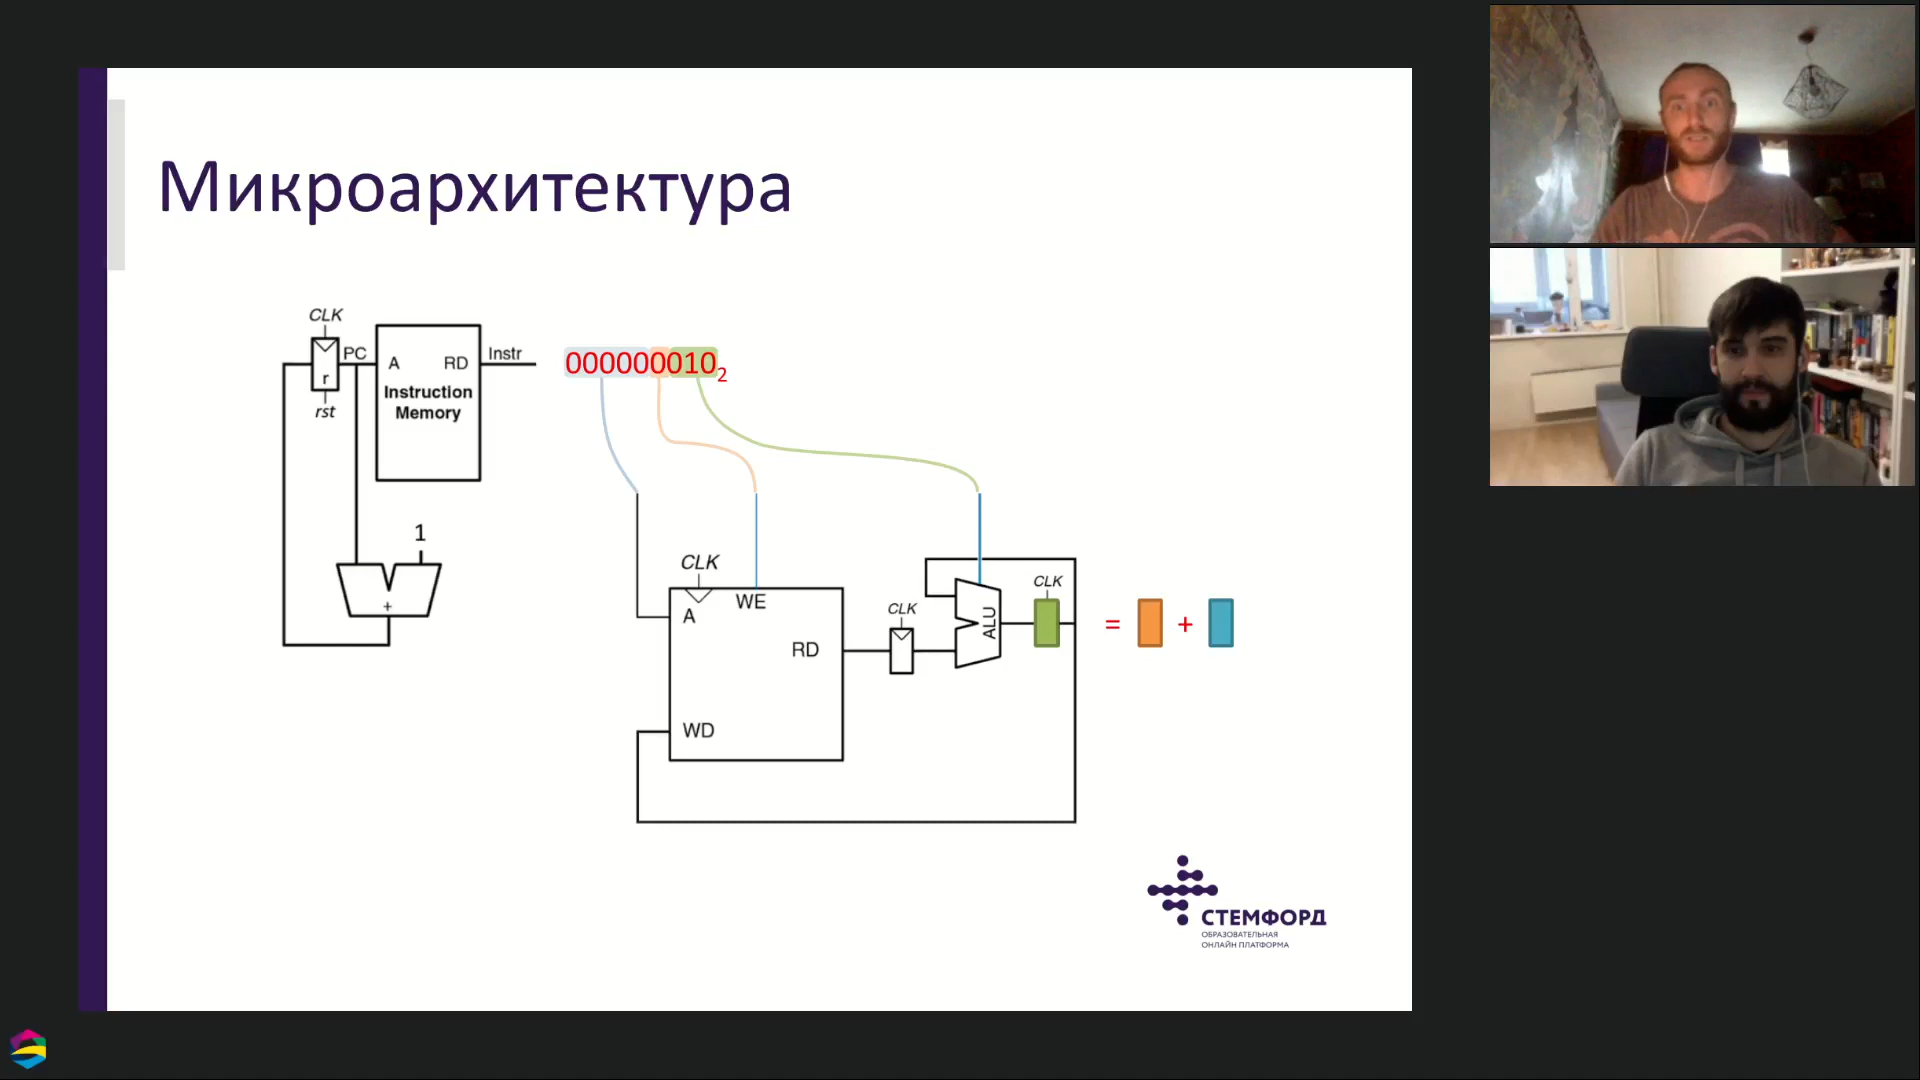 Микроархитектура
CLK
PC
A RD
Instr
Instruction
Memory
r
rst
000000010₂
1
+
CLK
A
WE
RD
WD
CLK
ALU
CLK
= +
СТЕМФОРД
ОБРАЗОВАТЕЛЬНАЯ
ОНЛАЙН ПЛАТФОРМА